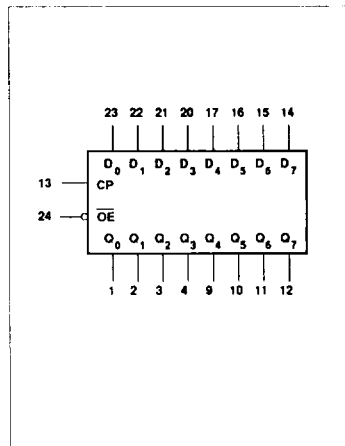 23 22 21 20 17 16 15 14
D0 D1 D2 D3 D4 D5 D6 D7
13 CP
24 OE
Q0 Q1 Q2 Q3 Q4 Q5 Q6 Q7
1 2 3 4 9 10 11 12